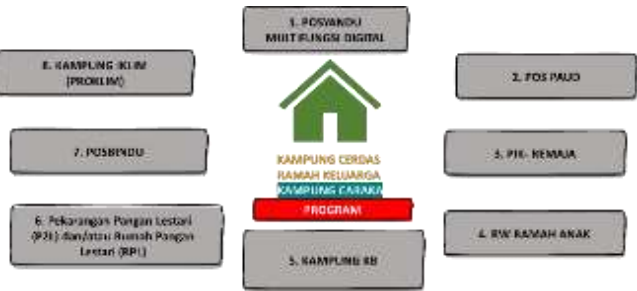 1. POSYANDU
MULTIFUNGSI DIGITAL
8. KAMPUNG IKLIM
(PROKLIM)
2. POS PAUD
7. POSBINDU
3. PIK- REMAJA
KAMPUNG CERDAS
RAMAH KELUARGA
KAMPUNG CARAKA
PROGRAM
6. Pekarangan Pangan Lestari
(P2L) dan/atau Rumah Pangan
Lestari (RPL)
4. RW RAMAH ANAK
5. KAMPUNG KB